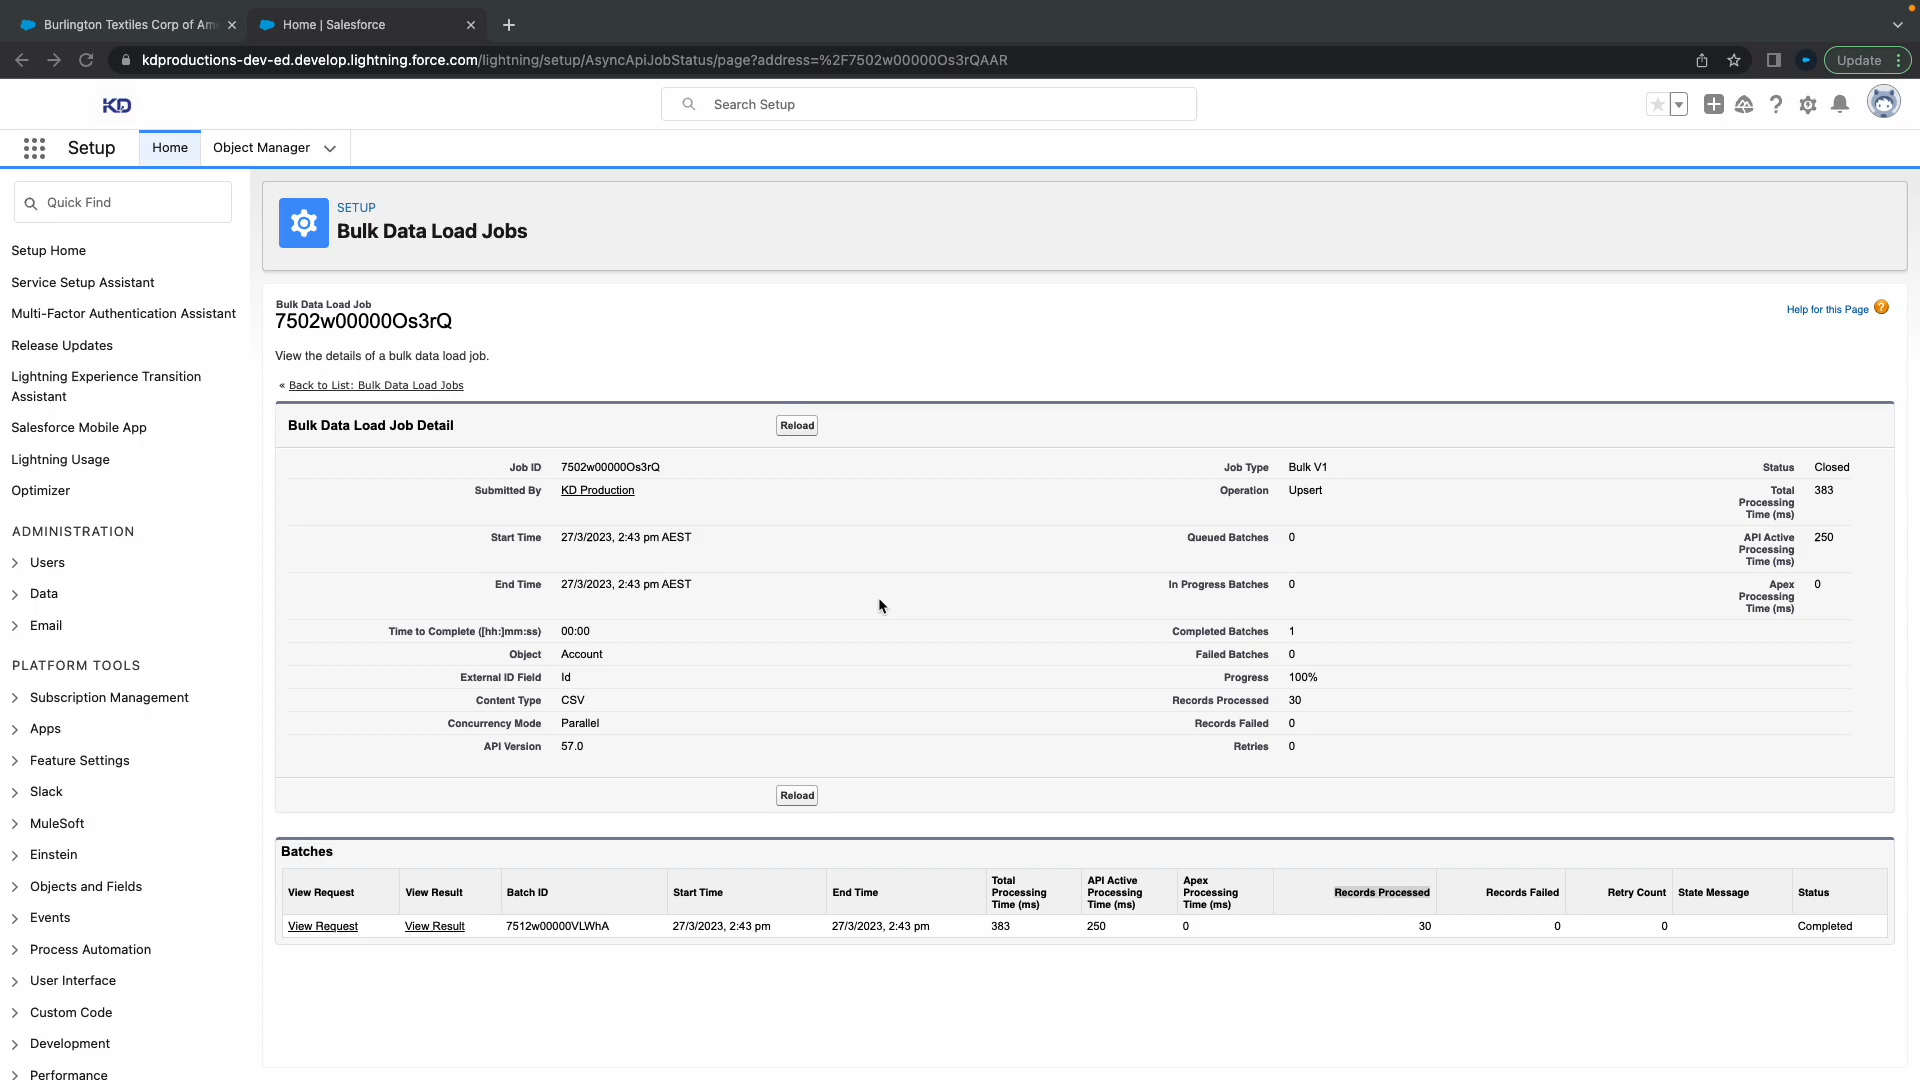 Burlington Textiles Corp of Am
Home | Salesforce
kdproductions-dev-ed.develop.lightning.force.com/lightning/setup/AsyncApiJobStatus/page?address=%2F7502w00000Os3rQAAR
Update
KD
Search Setup
Setup
Home
Object Manager
Quick Find
Setup Home
Service Setup Assistant
Multi-Factor Authentication Assistant
Release Updates
Lightning Experience Transition
Assistant
Salesforce Mobile App
Lightning Usage
Optimizer
ADMINISTRATION
Users
Data
Email
PLATFORM TOOLS
Subscription Management
Apps
Feature Settings
Slack
MuleSoft
Einstein
Objects and Fields
Events
Process Automation
User Interface
Custom Code
Development
Performance
SETUP
Bulk Data Load Jobs
Bulk Data Load Job
7502w00000Os3rQ
Help for this Page ?
View the details of a bulk data load job.
« Back to List: Bulk Data Load Jobs
Bulk Data Load Job Detail
Reload
Job ID 7502w00000Os3rQ Job Type Bulk V1 Status Closed
Submitted By KD Production Operation Upsert Total Processing Time (ms) 383
Start Time 27/3/2023, 2:43 pm AEST Queued Batches 0 API Active Processing Time (ms) 250
End Time 27/3/2023, 2:43 pm AEST In Progress Batches 0 Apex Processing Time (ms) 0
Time to Complete ([hh:]mm:ss) 00:00 Completed Batches 1
Object Account Failed Batches 0
External ID Field Id Progress 100%
Content Type CSV Records Processed 30
Concurrency Mode Parallel Records Failed 0
API Version 57.0 Retries 0
Reload
Batches
View Request View Result Batch ID Start Time End Time Total Processing Time (ms) API Active Processing Time (ms) Apex Processing Time (ms) Records Processed Records Failed Retry Count State Message Status
View Request View Result 7512w00000VLWhA 27/3/2023, 2:43 pm 27/3/2023, 2:43 pm 383 250 0 30 0 0 Completed